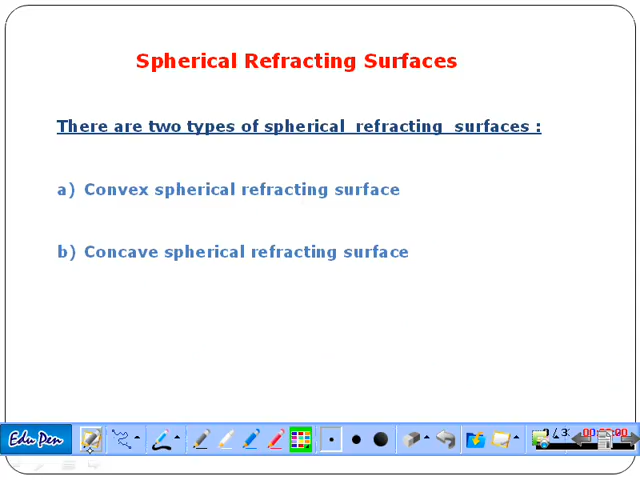 Spherical Refracting Surfaces
There are two types of spherical refracting surfaces :
a) Convex spherical refracting surface
b) Concave spherical refracting surface
Edu Pen